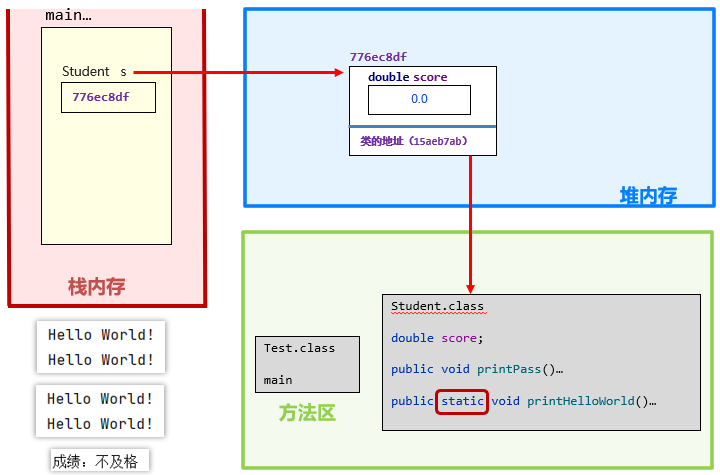 main…
Student s
776ec8df
栈内存
776ec8df
double score
0.0
类的地址（15aeb7ab）
堆内存
Test.class
main
方法区
Student.class
double score;
public void printPass()…
public static void printHelloWorld()…
Hello World!
Hello World!
Hello World!
Hello World!
成绩：不及格